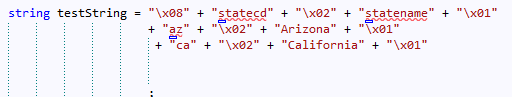 string testString = "\x08" + "statecd" + "\x02" + "statename" + "\x01"
+ "az" + "\x02" + "Arizona" + "\x01"
+ "ca" + "\x02" + "California" + "\x01"
;